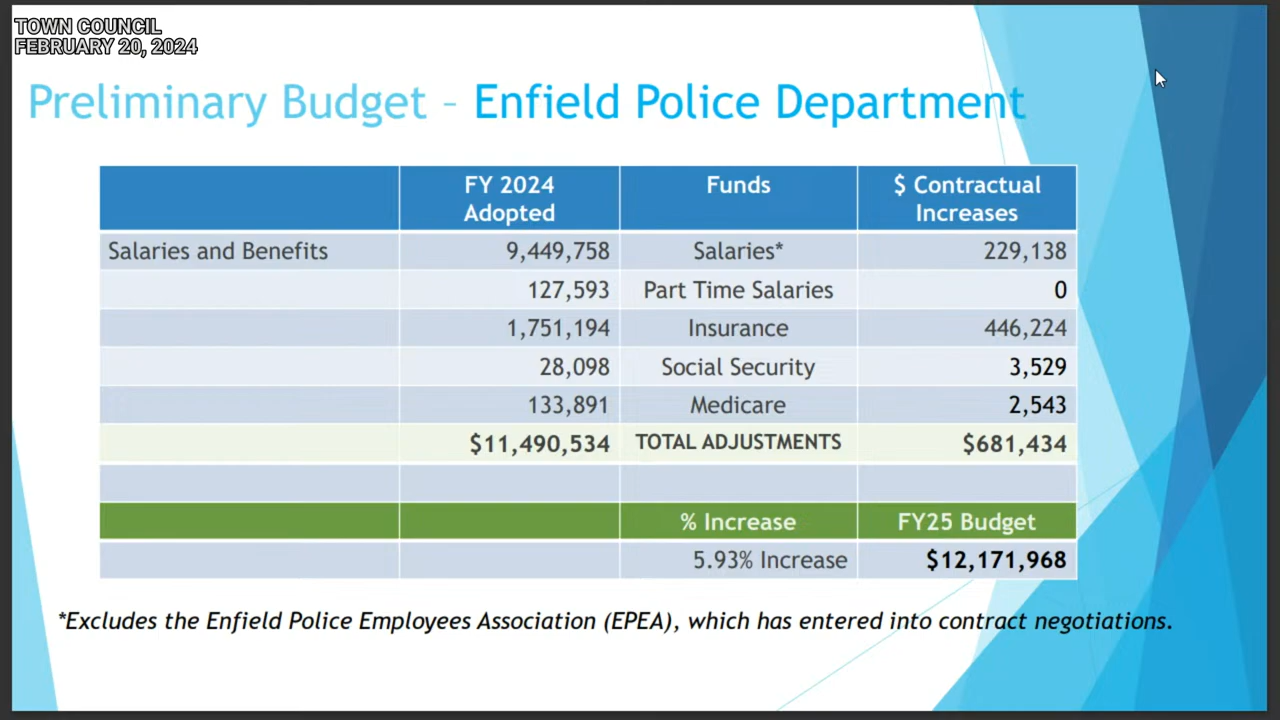 TOWN COUNCIL
FEBRUARY 20, 2024
Preliminary Budget – Enfield Police Department
FY 2024 Adopted Funds $ Contractual Increases
Salaries and Benefits 9,449,758 Salaries* 229,138
127,593 Part Time Salaries 0
1,751,194 Insurance 446,224
28,098 Social Security 3,529
133,891 Medicare 2,543
$11,490,534 TOTAL ADJUSTMENTS $681,434
% Increase FY25 Budget
5.93% Increase $12,171,968
*Excludes the Enfield Police Employees Association (EPEA), which has entered into contract negotiations.